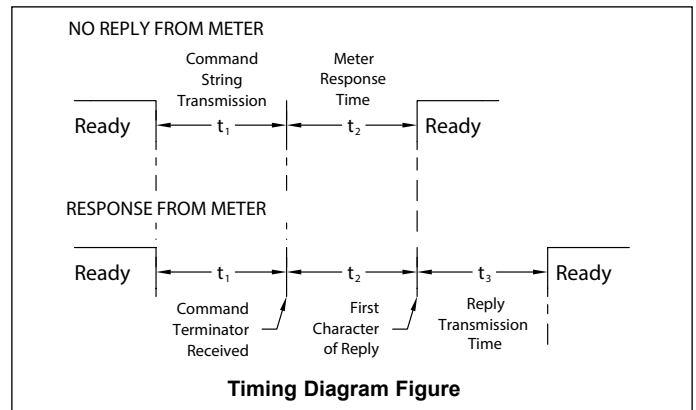 NO REPLY FROM METER
Command
String
Transmission
Meter
Response
Time
Ready
t₁
t₂
Ready
RESPONSE FROM METER
Ready
t₁
t₂
t₃
Ready
Command
Terminator
Received
First
Character
of Reply
Reply
Transmission
Time
Timing Diagram Figure